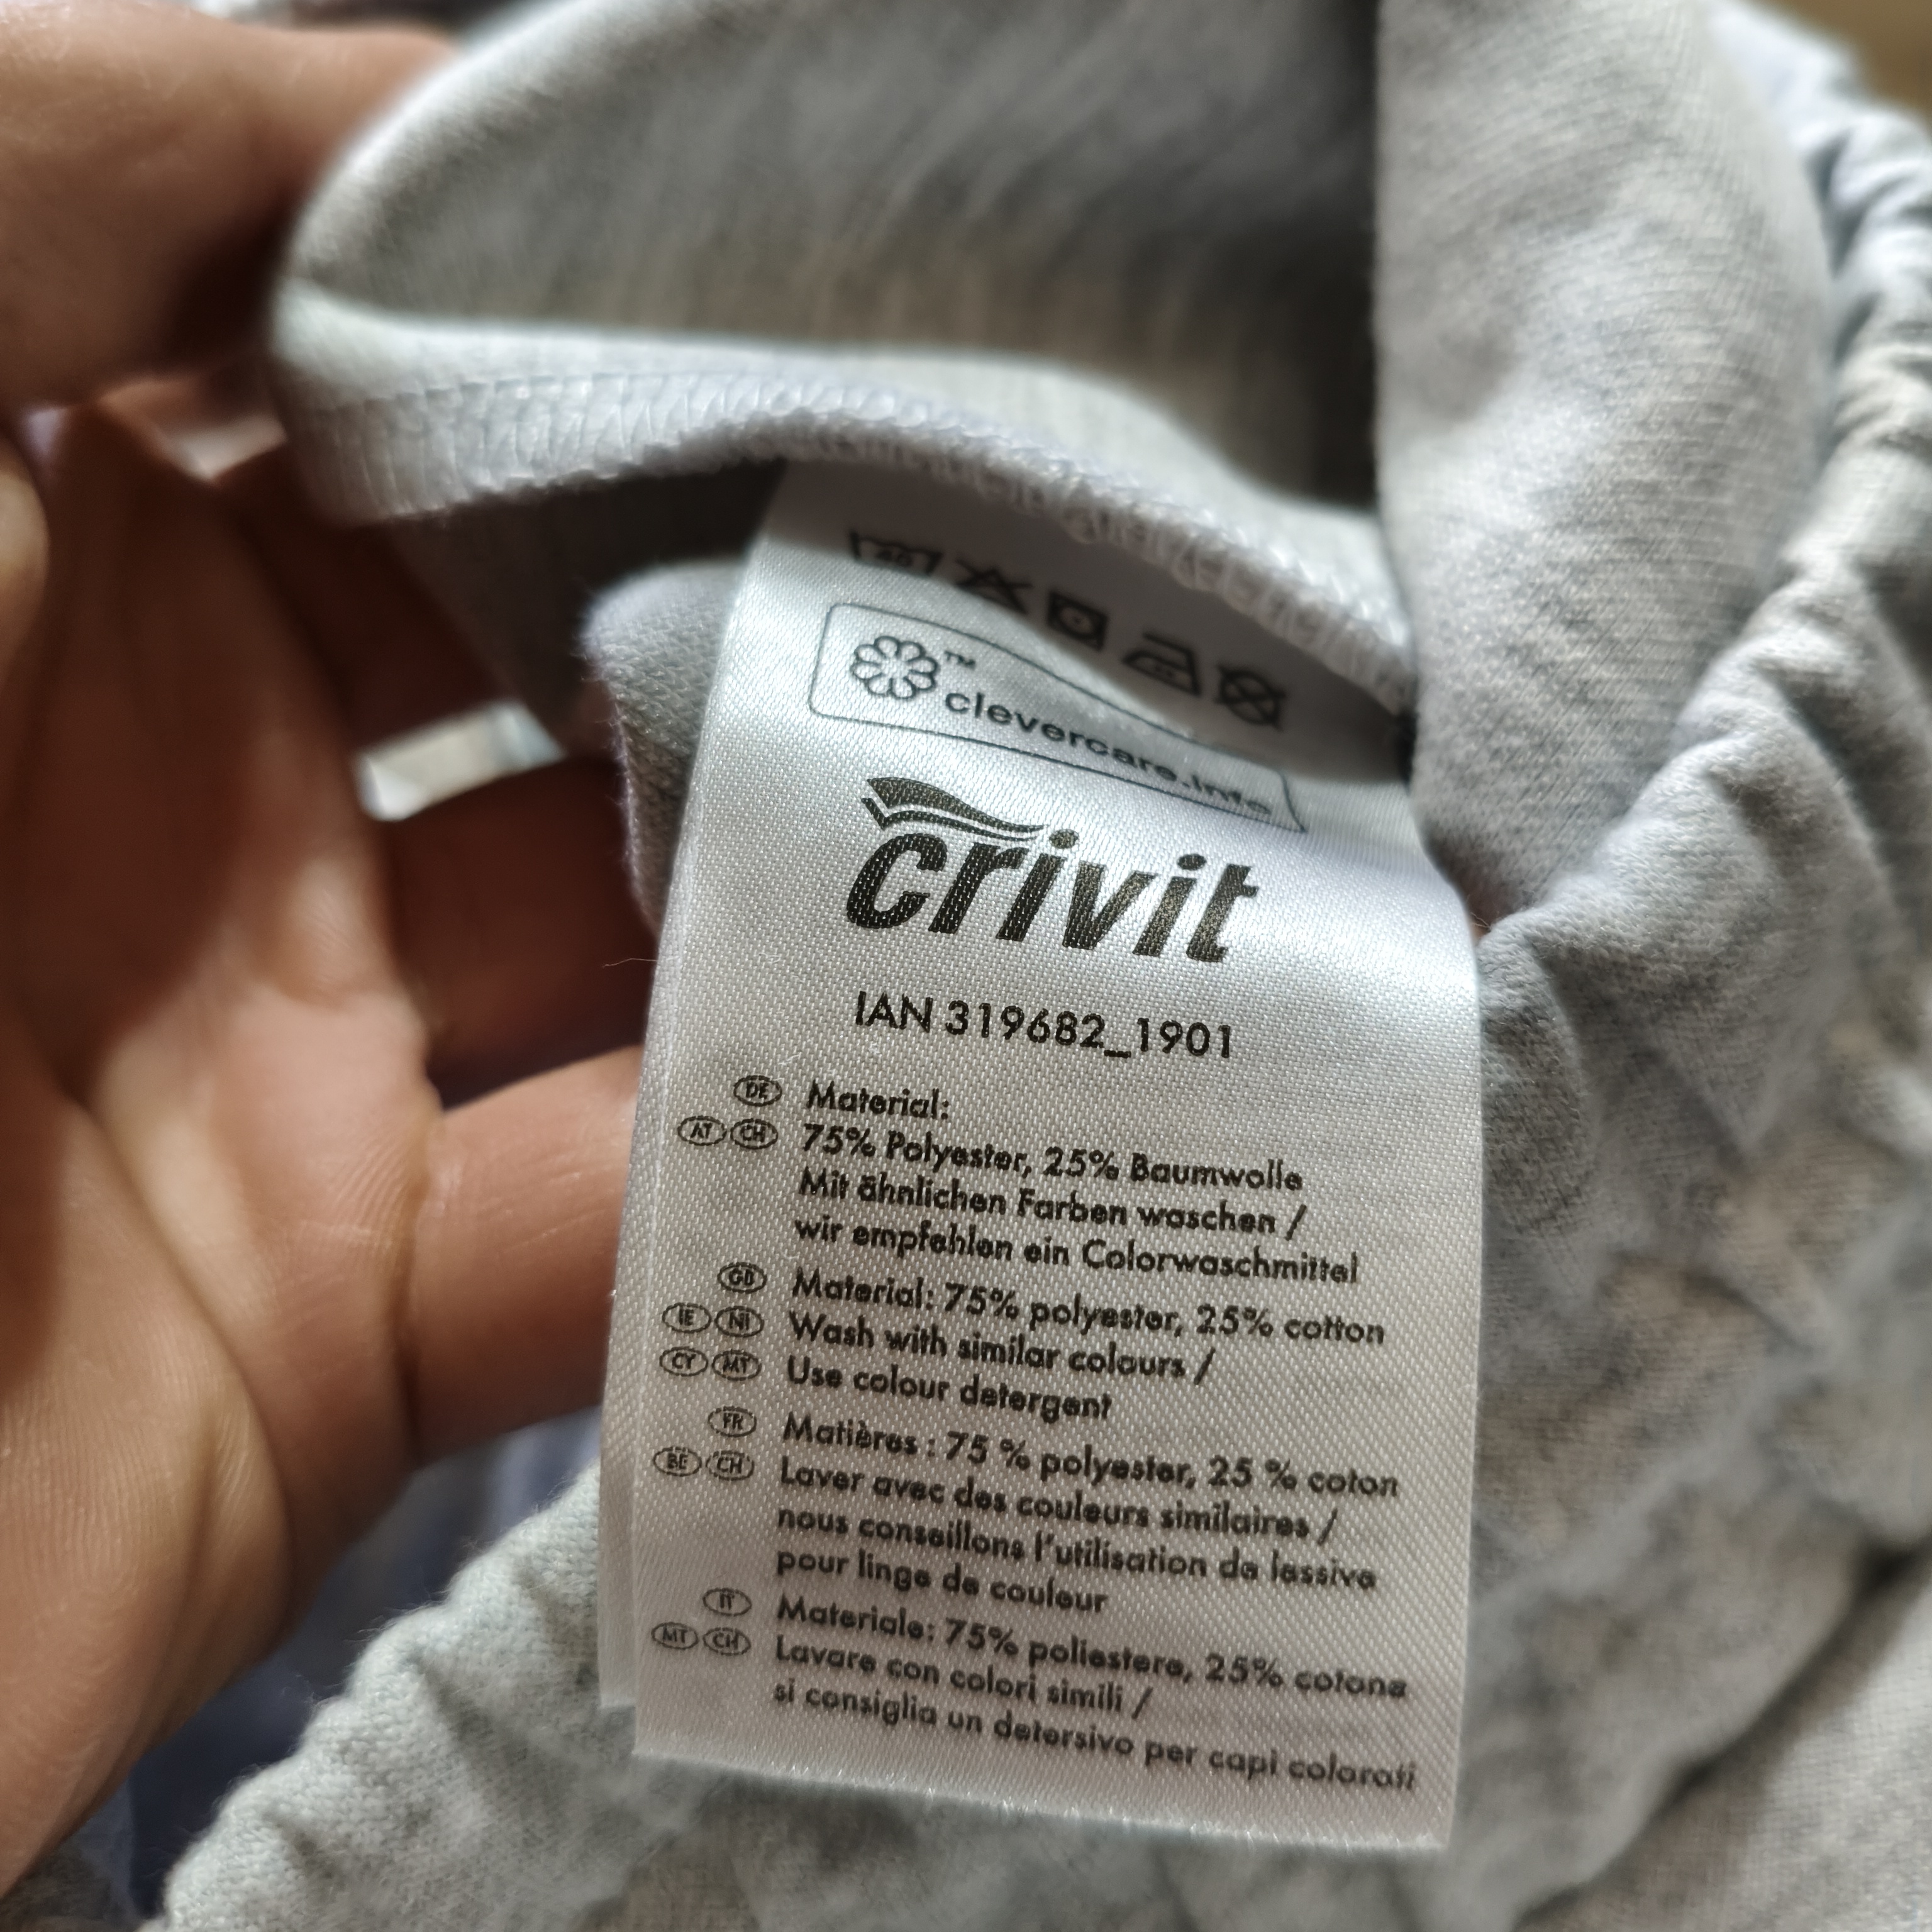 40
™
clevercare.info
crivit
IAN 319682_1901
DE Material:
AT CH 75% Polyester, 25% Baumwolle
Mit ähnlichen Farben waschen /
wir empfehlen ein Colorwaschmittel
GB Material: 75% polyester, 25% cotton
IE NI Wash with similar colours /
CY MT Use colour detergent
FR Matières : 75 % polyester, 25 % coton
BE CH Laver avec des couleurs similaires /
nous conseillons l'utilisation de lessive
pour linge de couleur
IT Materiale: 75% poliestere, 25% cotone
MT CH Lavare con colori simili /
si consiglia un detersivo per capi colorati